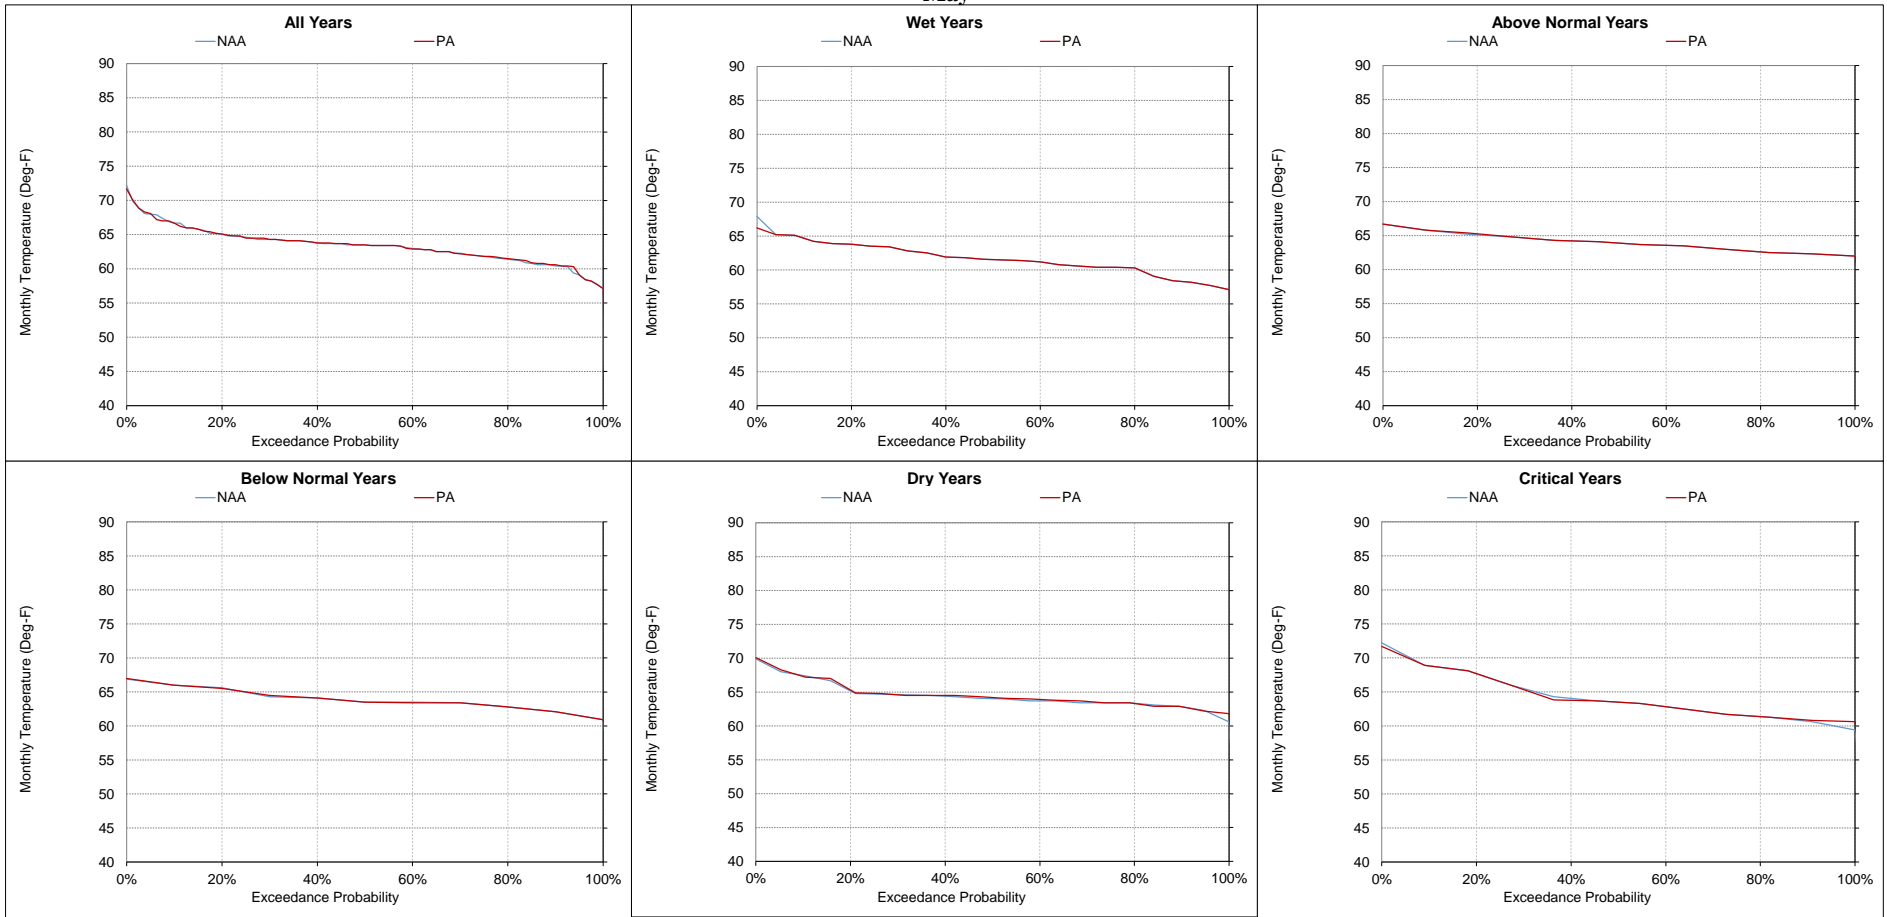 All Years
NAA PA
90
85
80
75
70
65
60
55
50
45
40
Monthly Temperature (Deg-F)
0% 20% 40% 60% 80% 100%
Exceedance Probability
Wet Years
NAA PA
90
85
80
75
70
65
60
55
50
45
40
Monthly Temperature (Deg-F)
0% 20% 40% 60% 80% 100%
Exceedance Probability
Above Normal Years
NAA PA
90
85
80
75
70
65
60
55
50
45
40
Monthly Temperature (Deg-F)
0% 20% 40% 60% 80% 100%
Exceedance Probability
Below Normal Years
NAA PA
90
85
80
75
70
65
60
55
50
45
40
Monthly Temperature (Deg-F)
0% 20% 40% 60% 80% 100%
Exceedance Probability
Dry Years
NAA PA
90
85
80
75
70
65
60
55
50
45
40
Monthly Temperature (Deg-F)
0% 20% 40% 60% 80% 100%
Exceedance Probability
Critical Years
NAA PA
90
85
80
75
70
65
60
55
50
45
40
Monthly Temperature (Deg-F)
0% 20% 40% 60% 80% 100%
Exceedance Probability